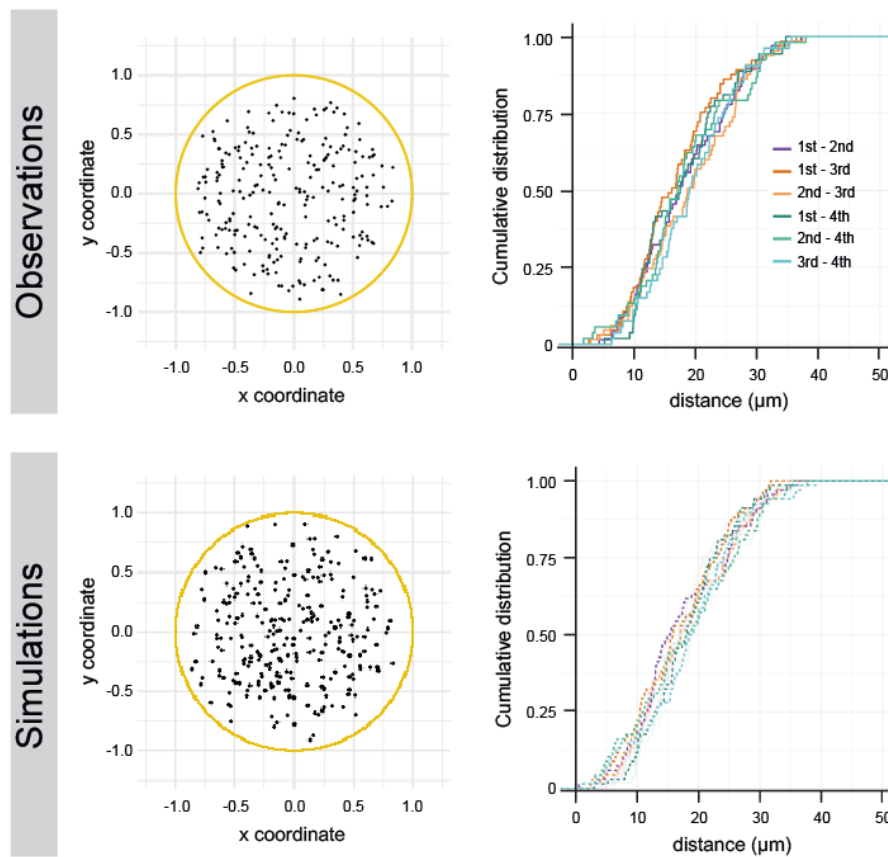 Observations
y coordinate
1.0
0.5
0.0
-0.5
-1.0
-1.0
-0.5
0.0
0.5
1.0
x coordinate
Cumulative distribution
1.00
0.75
0.50
0.25
0
1st - 2nd
1st - 3rd
2nd - 3rd
1st - 4th
2nd - 4th
3rd - 4th
0
10
20
30
40
50
distance (µm)
Simulations
y coordinate
1.0
0.5
0.0
-0.5
-1.0
-1.0
-0.5
0.0
0.5
1.0
x coordinate
Cumulative distribution
1.00
0.75
0.50
0.25
0
0
10
20
30
40
50
distance (µm)